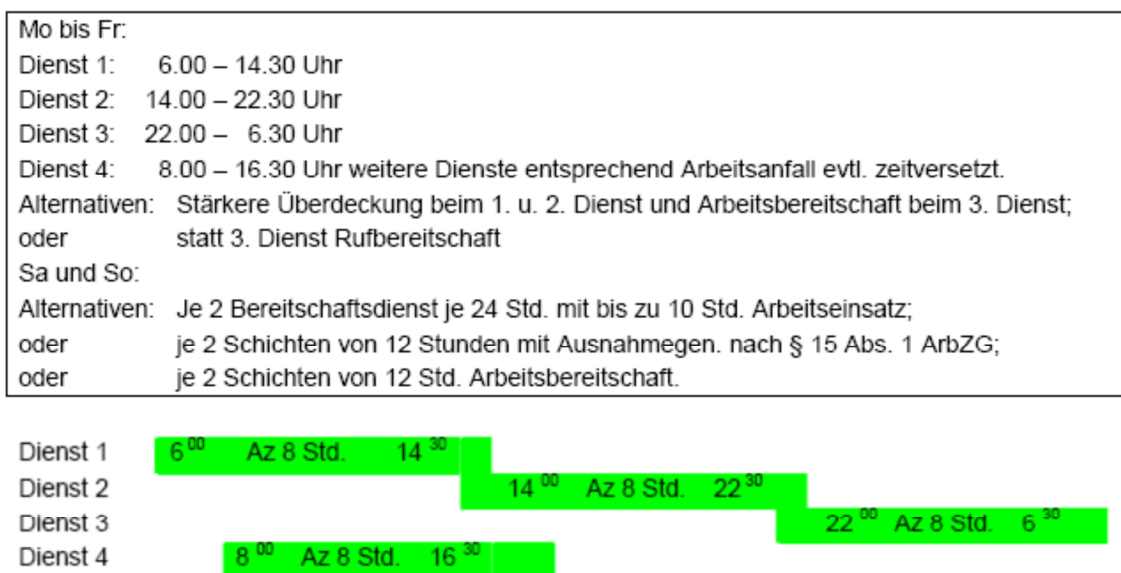 Mo bis Fr:
Dienst 1: 6.00 – 14.30 Uhr
Dienst 2: 14.00 – 22.30 Uhr
Dienst 3: 22.00 – 6.30 Uhr
Dienst 4: 8.00 – 16.30 Uhr weitere Dienste entsprechend Arbeitsanfall evtl. zeitversetzt.
Alternativen: Stärkere Überdeckung beim 1. u. 2. Dienst und Arbeitsbereitschaft beim 3. Dienst;
oder statt 3. Dienst Rufbereitschaft
Sa und So:
Alternativen: Je 2 Bereitschaftsdienst je 24 Std. mit bis zu 10 Std. Arbeitseinsatz;
oder je 2 Schichten von 12 Stunden mit Ausnahmegen. nach § 15 Abs. 1 ArbZG;
oder je 2 Schichten von 12 Std. Arbeitsbereitschaft.
Dienst 1 6 00 Az 8 Std. 14 30
Dienst 2 14 00 Az 8 Std. 22 30
Dienst 3 22 00 Az 8 Std. 6 30
Dienst 4 8 00 Az 8 Std. 16 30